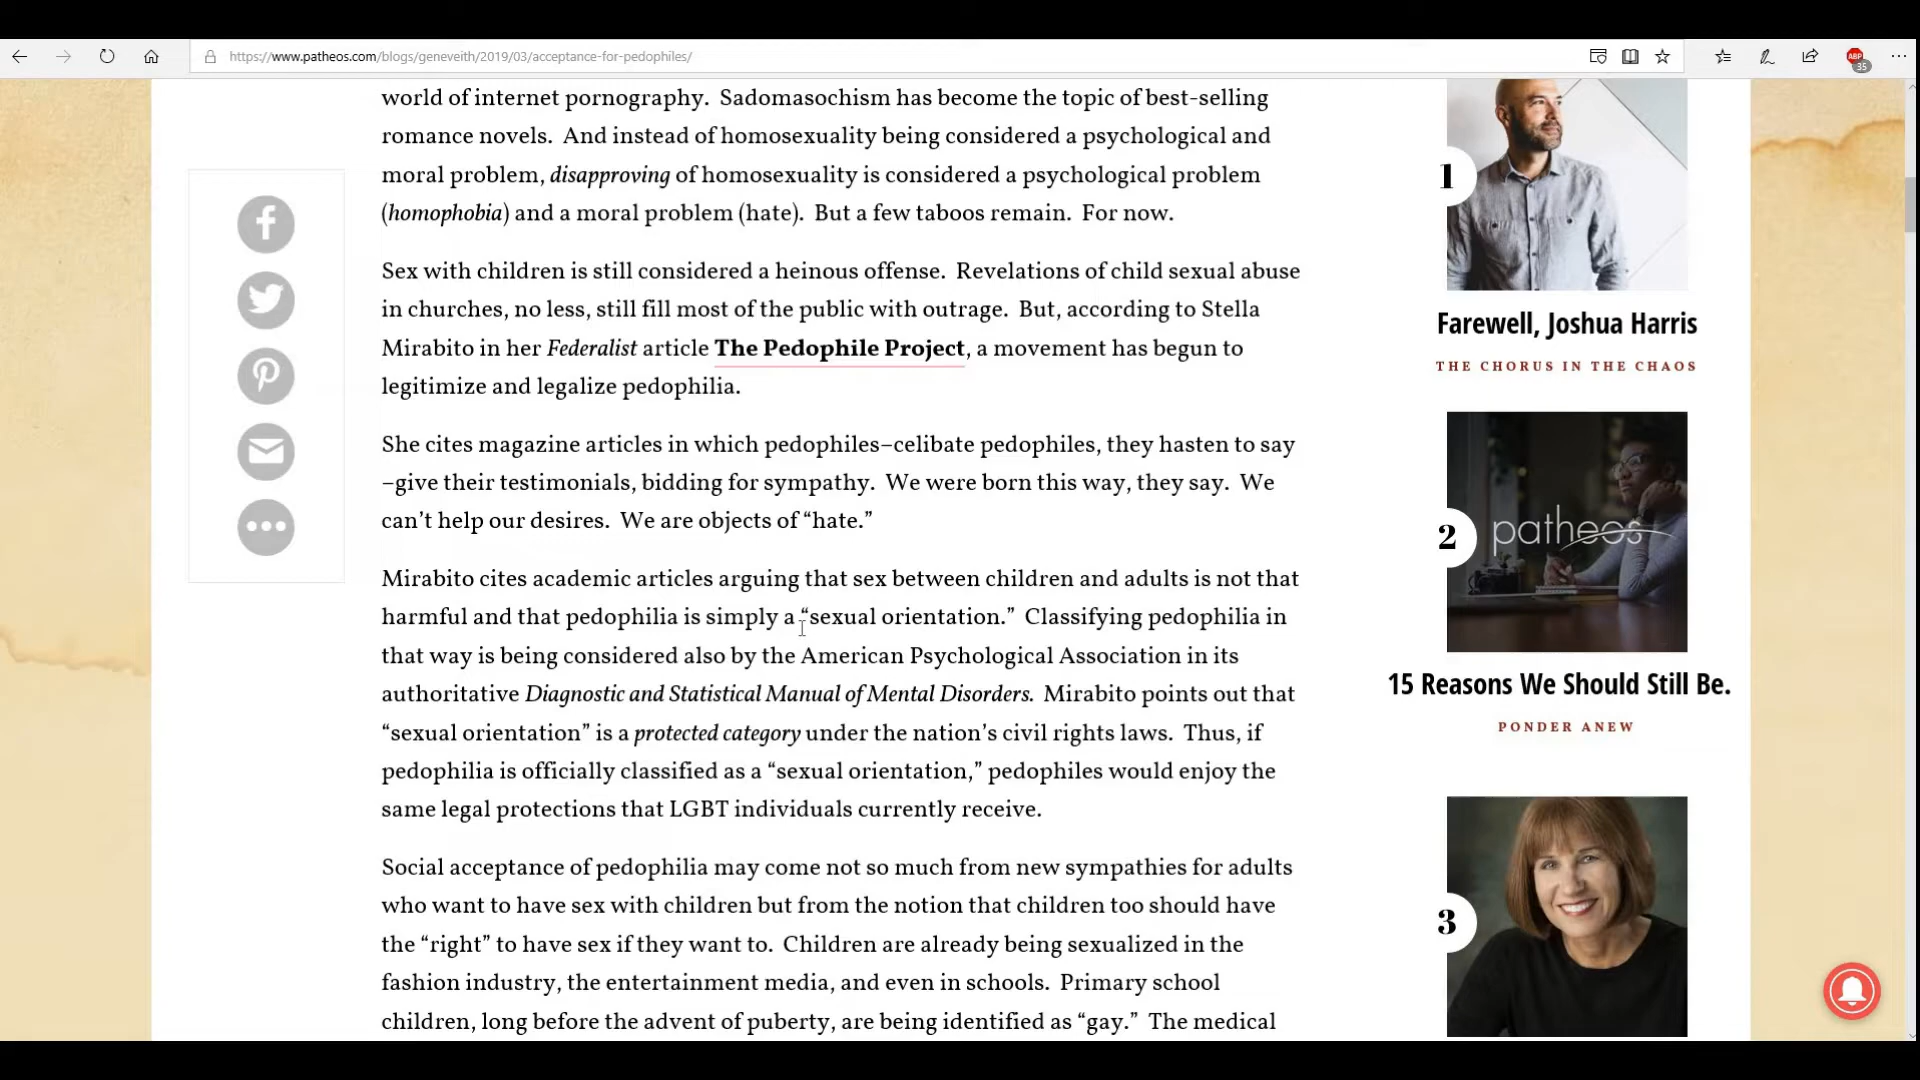 https://www.patheos.com/blogs/geneveith/2019/03/acceptance-for-pedophiles/
ABP
35
world of internet pornography.  Sadomasochism has become the topic of best-selling
romance novels.  And instead of homosexuality being considered a psychological and
moral problem, disapproving of homosexuality is considered a psychological problem
(homophobia) and a moral problem (hate).  But a few taboos remain.  For now.
Sex with children is still considered a heinous offense.  Revelations of child sexual abuse
in churches, no less, still fill most of the public with outrage.  But, according to Stella
Mirabito in her Federalist article The Pedophile Project, a movement has begun to
legitimize and legalize pedophilia.
She cites magazine articles in which pedophiles–celibate pedophiles, they hasten to say
–give their testimonials, bidding for sympathy.  We were born this way, they say.  We
can’t help our desires.  We are objects of “hate.”
Mirabito cites academic articles arguing that sex between children and adults is not that
harmful and that pedophilia is simply a “sexual orientation.”  Classifying pedophilia in
that way is being considered also by the American Psychological Association in its
authoritative Diagnostic and Statistical Manual of Mental Disorders.  Mirabito points out that
“sexual orientation” is a protected category under the nation’s civil rights laws.  Thus, if
pedophilia is officially classified as a “sexual orientation,” pedophiles would enjoy the
same legal protections that LGBT individuals currently receive.
Social acceptance of pedophilia may come not so much from new sympathies for adults
who want to have sex with children but from the notion that children too should have
the “right” to have sex if they want to.  Children are already being sexualized in the
fashion industry, the entertainment media, and even in schools.  Primary school
children, long before the advent of puberty, are being identified as “gay.”  The medical
1
Farewell, Joshua Harris
THE CHORUS IN THE CHAOS
2
patheos
15 Reasons We Should Still Be.
PONDER ANEW
3